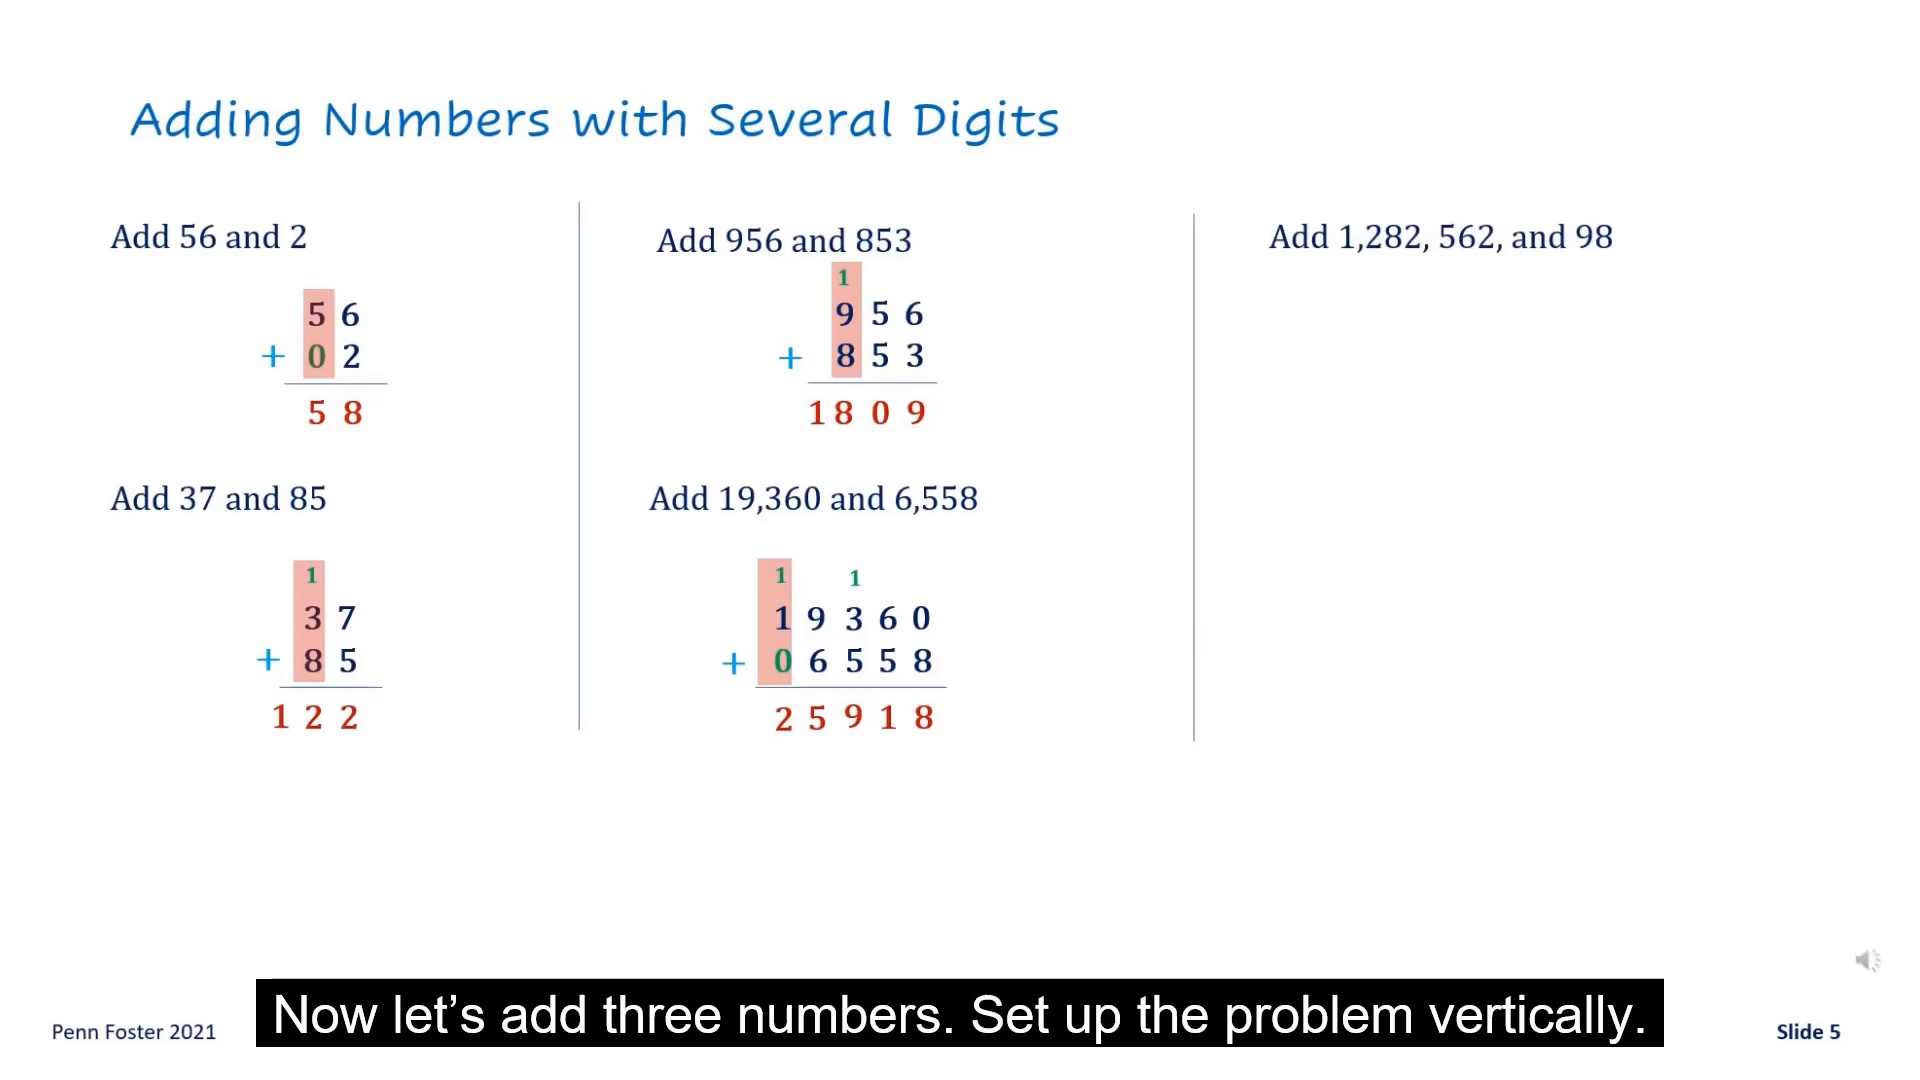 Adding Numbers with Several Digits
Add 56 and 2
5 6
+ 0 2
5 8
Add 37 and 85
1
3 7
+ 8 5
1 2 2
Add 956 and 853
1
9 5 6
+ 8 5 3
1 8 0 9
Add 19,360 and 6,558
1 1
1 9 3 6 0
+ 0 6 5 5 8
2 5 9 1 8
Add 1,282, 562, and 98
Now let’s add three numbers. Set up the problem vertically.
Penn Foster 2021
Slide 5